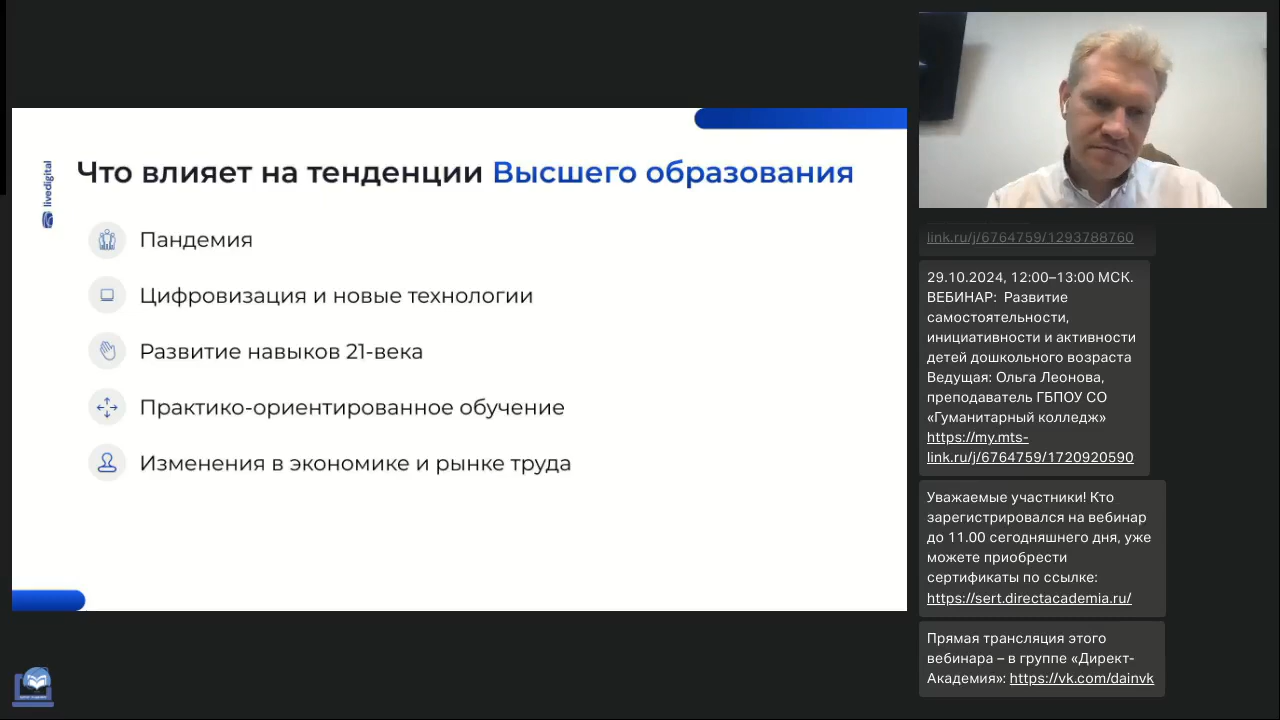 livedigital
Что влияет на тенденции Высшего образования
Пандемия
Цифровизация и новые технологии
Развитие навыков 21-века
Практико-ориентированное обучение
Изменения в экономике и рынке труда
link.ru/j/6764759/1293788760
29.10.2024, 12:00–13:00 МСК.
ВЕБИНАР:  Развитие
самостоятельности,
инициативности и активности
детей дошкольного возраста
Ведущая: Ольга Леонова,
преподаватель ГБПОУ СО
«Гуманитарный колледж»
https://my.mts-
link.ru/j/6764759/1720920590
Уважаемые участники! Кто
зарегистрировался на вебинар
до 11.00 сегодняшнего дня, уже
можете приобрести
сертификаты по ссылке:
https://sert.directacademia.ru/
Прямая трансляция этого
вебинара – в группе «Директ-
Академия»: https://vk.com/dainvk